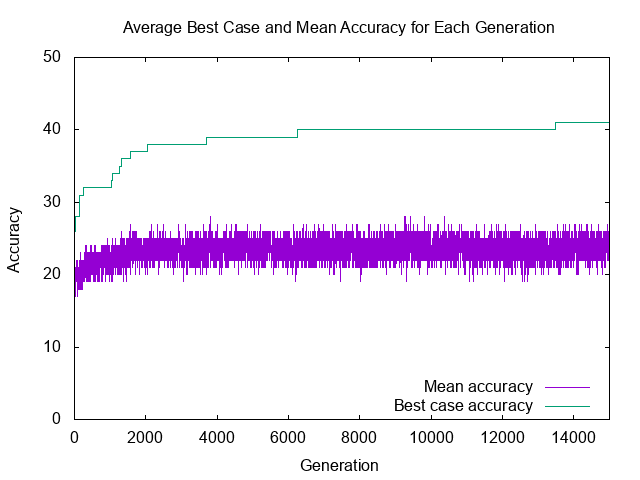 Average Best Case and Mean Accuracy for Each Generation
50
40
30
20
10
0
Accuracy
Mean accuracy
Best case accuracy
0 2000 4000 6000 8000 10000 12000 14000
Generation